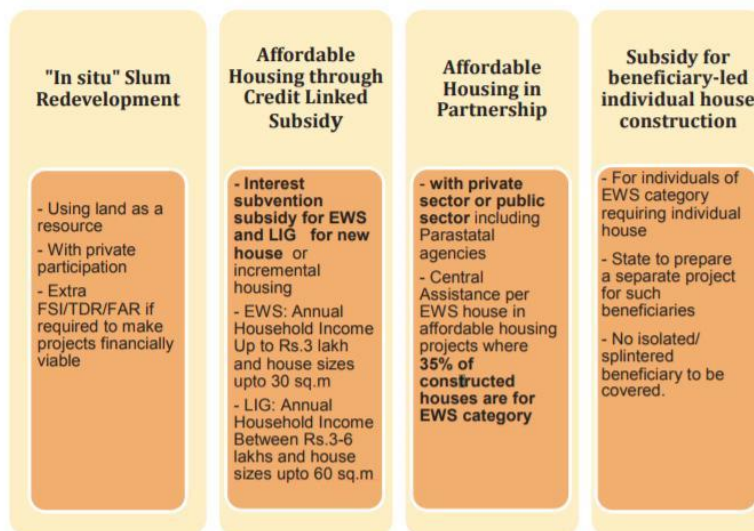 "In situ" Slum
Redevelopment
- Using land as a
resource
- With private
participation
- Extra
FSI/TDR/FAR if
required to make
projects financially
viable
Affordable
Housing through
Credit Linked
Subsidy
- Interest
subvention
subsidy for EWS
and LIG for new
house or
incremental
housing
- EWS: Annual
Household Income
Up to Rs.3 lakh
and house sizes
upto 30 sq.m
- LIG: Annual
Household Income
Between Rs.3-6
lakhs and house
sizes upto 60 sq.m
Affordable
Housing in
Partnership
- with private
sector or public
sector including
Parastatal
agencies
- Central
Assistance per
EWS house in
affordable housing
projects where
35% of
constructed
houses are for
EWS category
Subsidy for
beneficiary-led
individual house
construction
- For individuals of
EWS category
requiring individual
house
- State to prepare
a separate project
for such
beneficiaries
- No isolated/
splintered
beneficiary to be
covered.